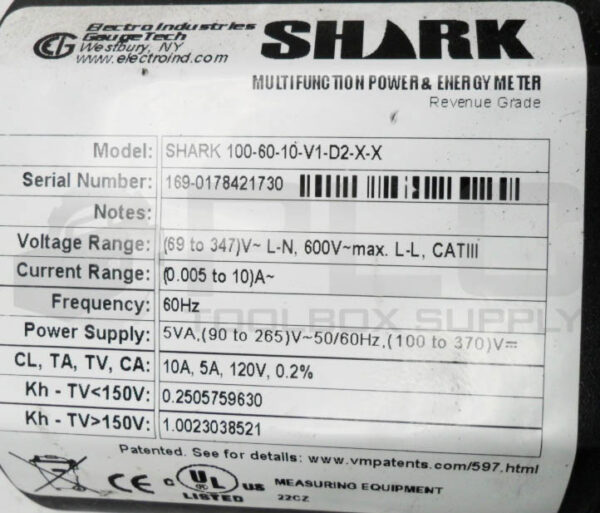 Electro Industries
GaugeTech
Westbury, NY
www.electroind.com
EIG
SHARK
MULTIFUNCTION POWER & ENERGY METER
Revenue Grade
Model: SHARK 100-60-10-V1-D2-X-X
Serial Number: 169-0178421730
Notes:
Voltage Range: (69 to 347)V~ L-N, 600V~max. L-L, CATIII
Current Range: (0.005 to 10)A~
Frequency: 60Hz
Power Supply: 5VA,(90 to 265)V~50/60Hz,(100 to 370)V⎓
CL, TA, TV, CA: 10A, 5A, 120V, 0.2%
Kh - TV<150V: 0.2505759630
Kh - TV>150V: 1.0023038521
Patented. See for details: www.vmpatents.com/597.html
CE c UL us LISTED
MEASURING EQUIPMENT
22CZ
PLC
TOOLBOX SUPPLY